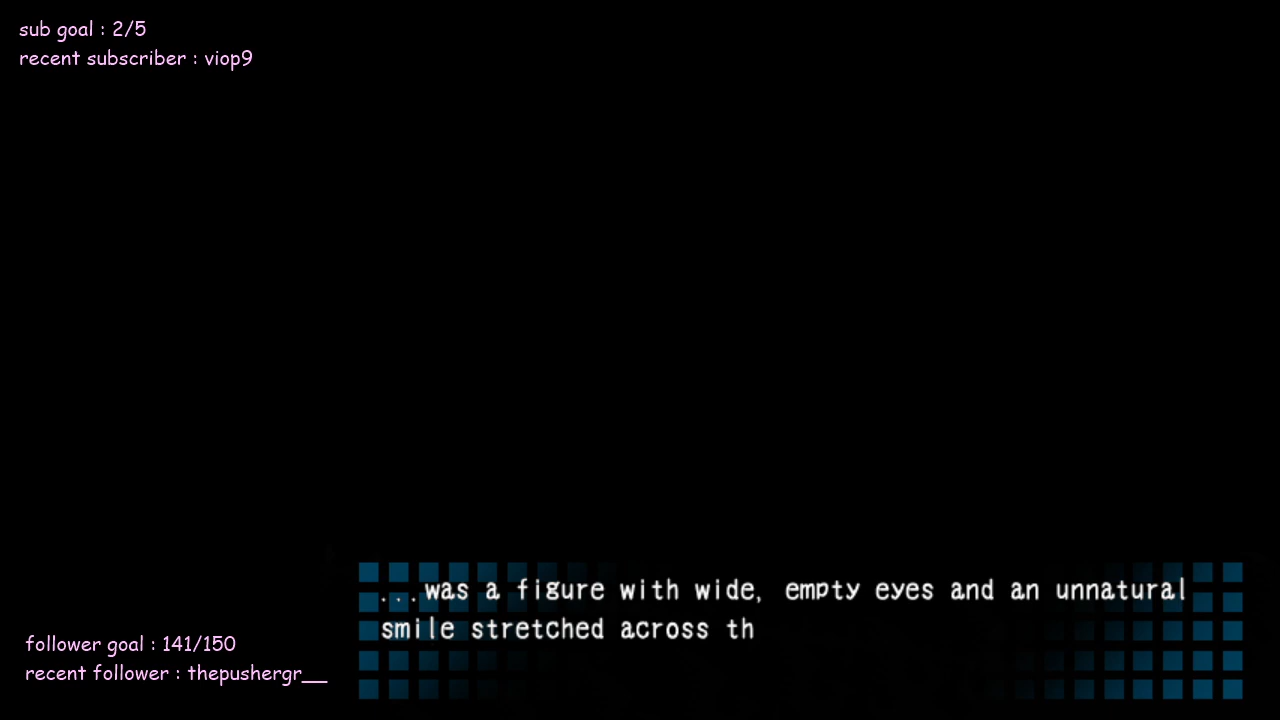 sub goal : 2/5
recent subscriber : viop9
...was a figure with wide, empty eyes and an unnatural
smile stretched across th
follower goal : 141/150
recent follower : thepushergr__